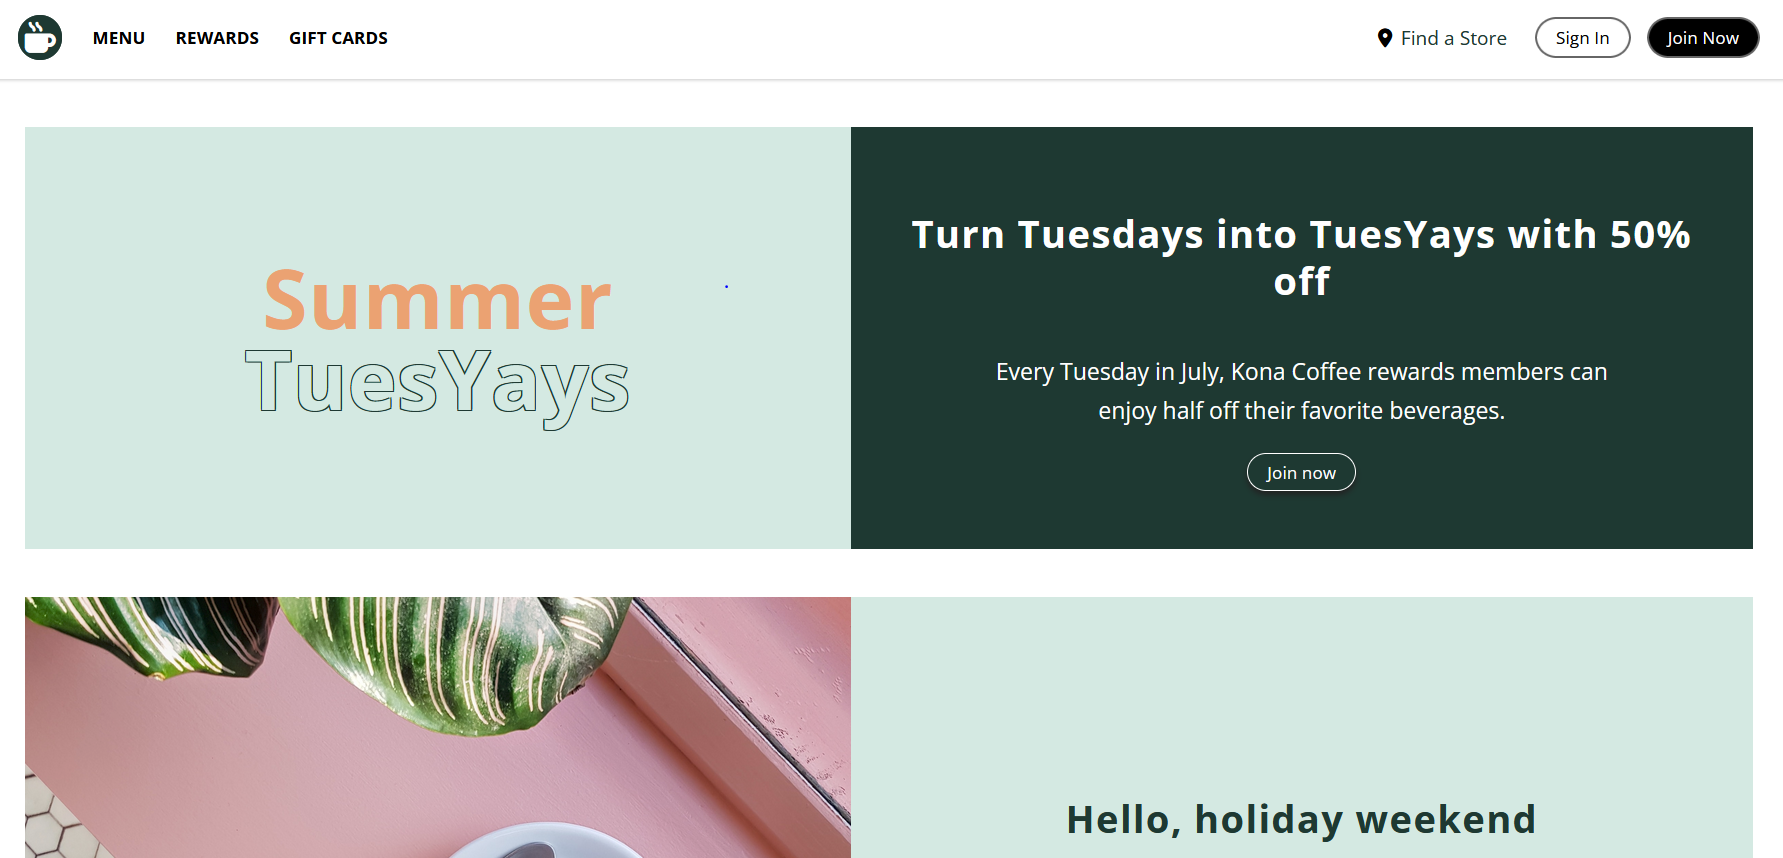 MENU REWARDS GIFT CARDS Find a Store Sign In Join Now
Summer
TuesYays
Turn Tuesdays into TuesYays with 50%
off
Every Tuesday in July, Kona Coffee rewards members can
enjoy half off their favorite beverages.
Join now
Hello, holiday weekend